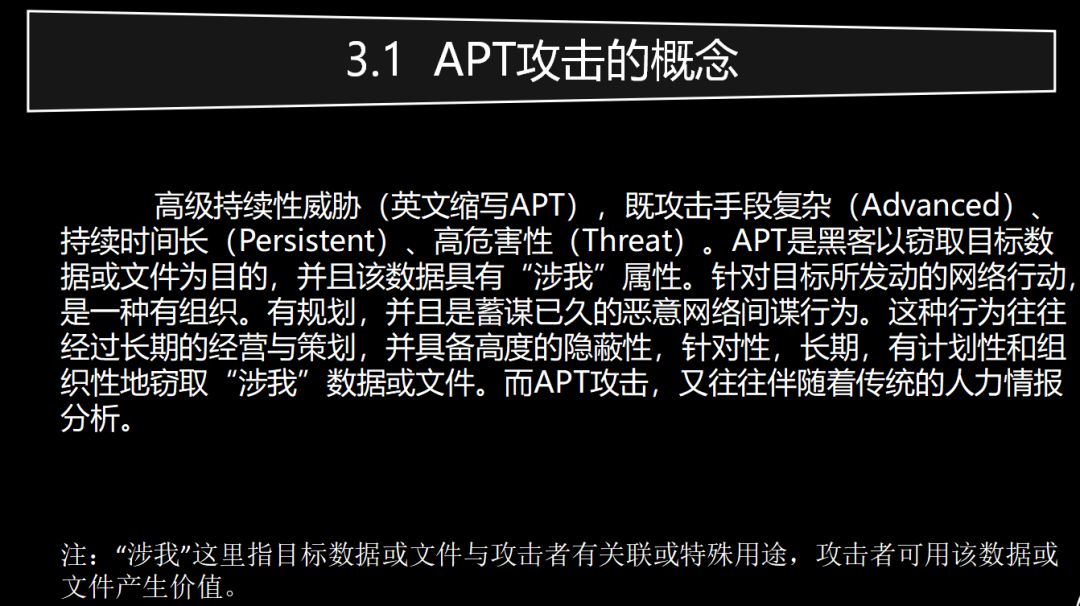 3.1 APT攻击的概念
高级持续性威胁（英文缩写APT），既攻击手段复杂（Advanced）、
持续时间长（Persistent）、高危害性（Threat）。APT是黑客以窃取目标数
据或文件为目的，并且该数据具有“涉我”属性。针对目标所发动的网络行动，
是一种有组织。有规划，并且是蓄谋已久的恶意网络间谍行为。这种行为往往
经过长期的经营与策划，并具备高度的隐蔽性，针对性，长期，有计划性和组
织性地窃取“涉我”数据或文件。而APT攻击，又往往伴随着传统的人力情报
分析。
注：“涉我”这里指目标数据或文件与攻击者有关联或特殊用途，攻击者可用该数据或
文件产生价值。